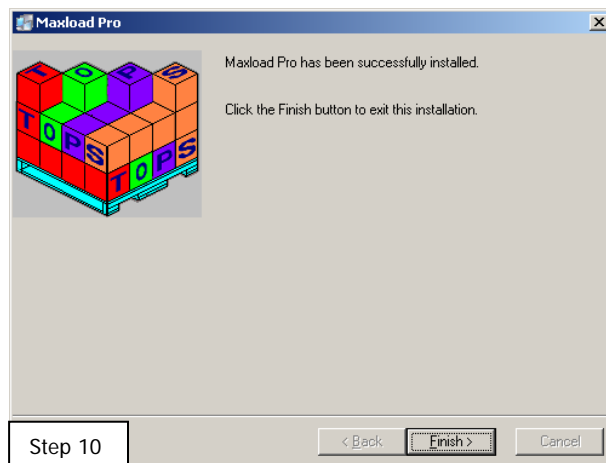 Maxload Pro
Maxload Pro has been successfully installed.
Click the Finish button to exit this installation.
T O P S
T O P S
T O P S
Step 10
< Back
Finish >
Cancel